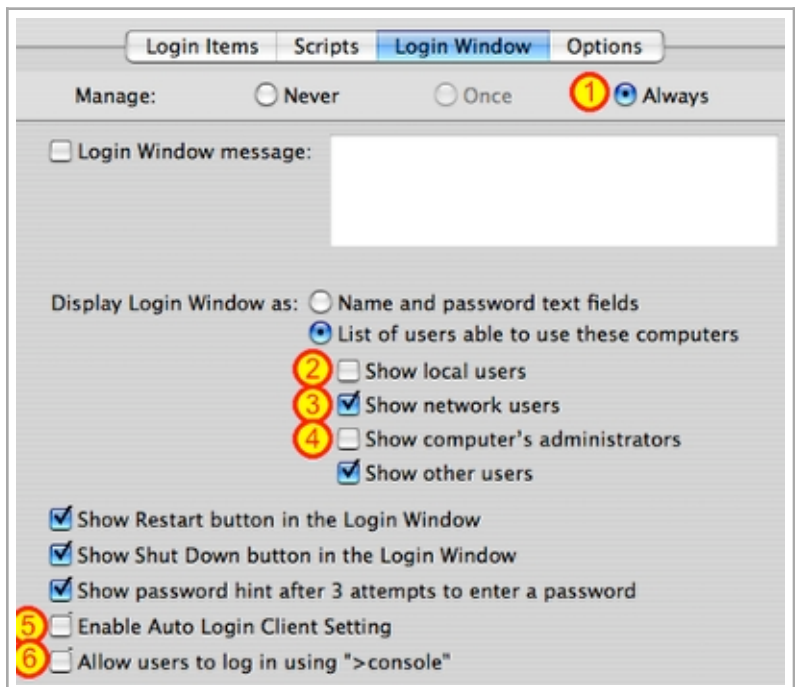 Login Items Scripts Login Window Options
Manage: Never Once 1 Always
Login Window message:
Display Login Window as: Name and password text fields
List of users able to use these computers
2 Show local users
3 Show network users
4 Show computer's administrators
Show other users
Show Restart button in the Login Window
Show Shut Down button in the Login Window
Show password hint after 3 attempts to enter a password
5 Enable Auto Login Client Setting
6 Allow users to log in using ">console"